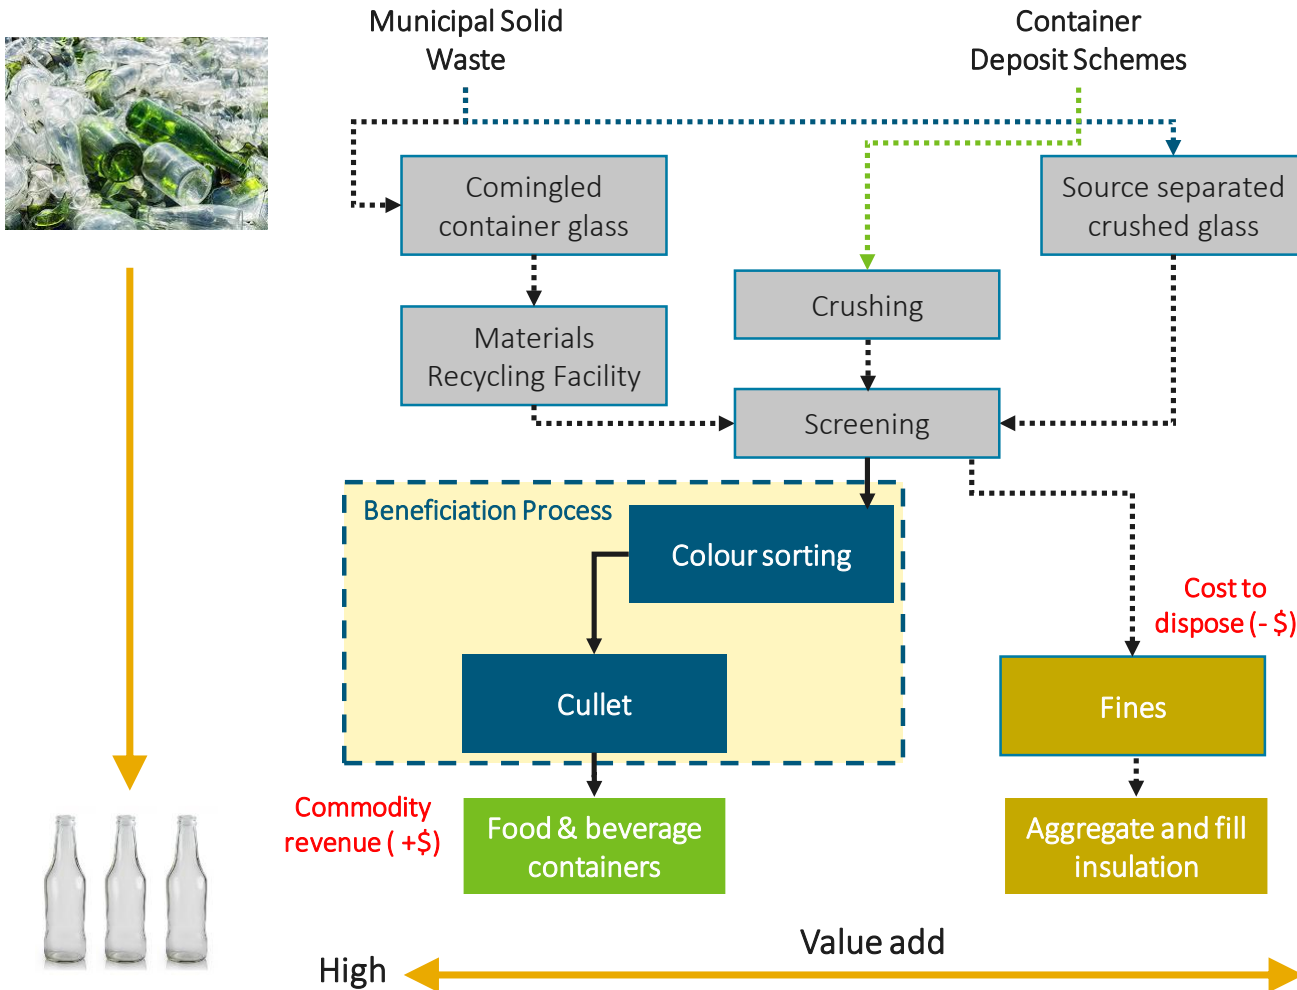 Municipal Solid
Waste
Container
Deposit Schemes
Comingled
container glass
Source separated
crushed glass
Materials
Recycling Facility
Crushing
Screening
Beneficiation Process
Colour sorting
Cost to
dispose (- $)
Cullet
Fines
Commodity
revenue ( +$)
Food & beverage
containers
Aggregate and fill
insulation
Value add
High